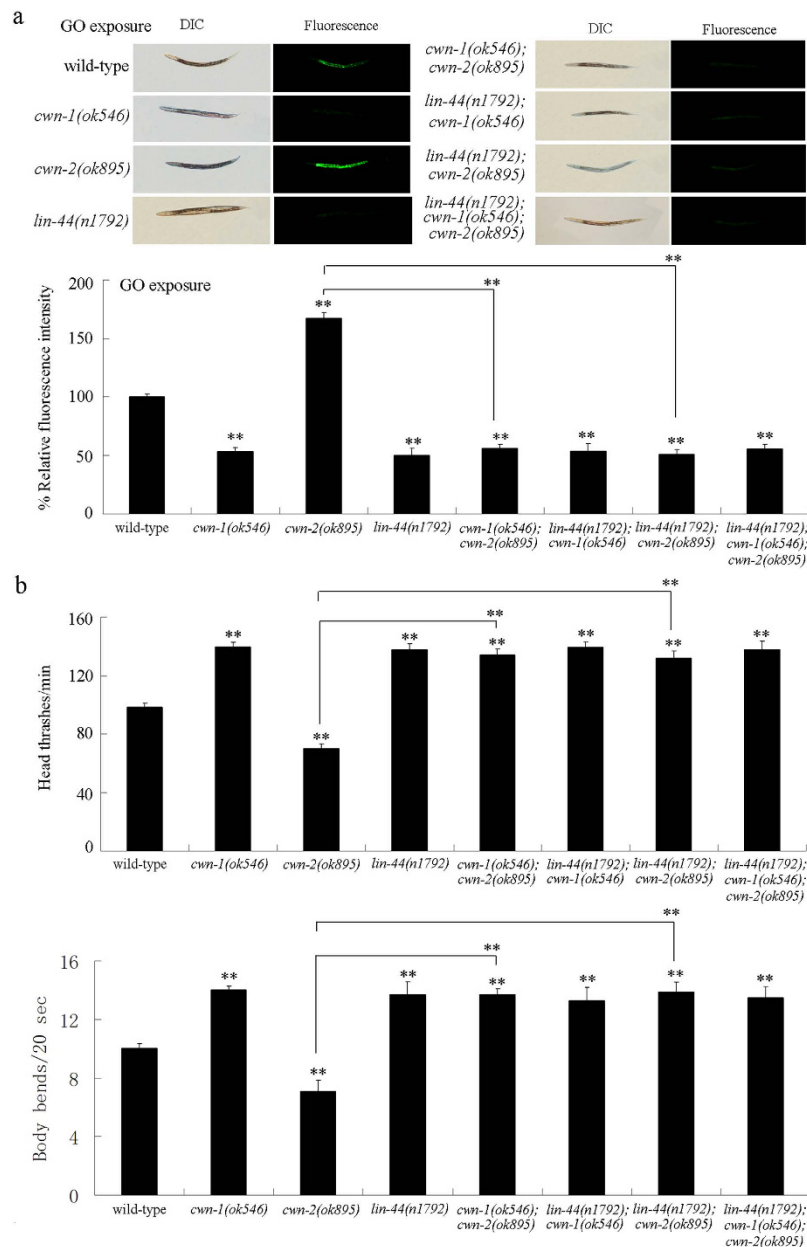 a
GO exposure
DIC
Fluorescence
wild-type
cwn-1(ok546)
cwn-2(ok895)
lin-44(n1792)
DIC
Fluorescence
cwn-1(ok546);
cwn-2(ok895)
lin-44(n1792);
cwn-1(ok546)
lin-44(n1792);
cwn-2(ok895)
lin-44(n1792);
cwn-1(ok546);
cwn-2(ok895)
GO exposure
% Relative fluorescence intensity
200
150
100
50
0
**
**
**
**
**
**
**
**
**
wild-type
cwn-1(ok546)
cwn-2(ok895)
lin-44(n1792)
cwn-1(ok546);
cwn-2(ok895)
lin-44(n1792);
cwn-1(ok546)
lin-44(n1792);
cwn-2(ok895)
lin-44(n1792);
cwn-1(ok546);
cwn-2(ok895)
b
Head thrashes/min
160
120
80
40
0
**
**
**
**
**
**
**
**
**
wild-type
cwn-1(ok546)
cwn-2(ok895)
lin-44(n1792)
cwn-1(ok546);
cwn-2(ok895)
lin-44(n1792);
cwn-1(ok546)
lin-44(n1792);
cwn-2(ok895)
lin-44(n1792);
cwn-1(ok546);
cwn-2(ok895)
Body bends/20 sec
16
12
8
4
0
**
**
**
**
**
**
**
**
**
wild-type
cwn-1(ok546)
cwn-2(ok895)
lin-44(n1792)
cwn-1(ok546);
cwn-2(ok895)
lin-44(n1792);
cwn-1(ok546)
lin-44(n1792);
cwn-2(ok895)
lin-44(n1792);
cwn-1(ok546);
cwn-2(ok895)